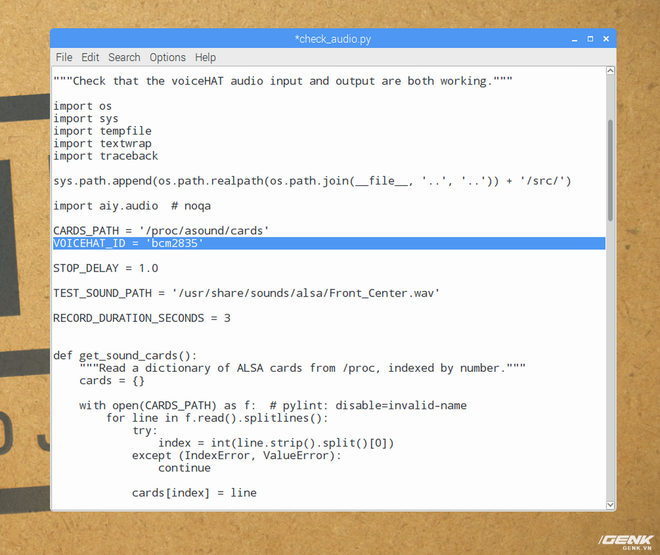 *check_audio.py
File Edit Search Options Help
"""Check that the voiceHAT audio input and output are both working."""
import os
import sys
import tempfile
import textwrap
import traceback
sys.path.append(os.path.realpath(os.path.join(__file__, '..', '..')) + '/src/')
import aiy.audio  # noqa
CARDS_PATH = '/proc/asound/cards'
VOICEHAT_ID = 'bcm2835'
STOP_DELAY = 1.0
TEST_SOUND_PATH = '/usr/share/sounds/alsa/Front_Center.wav'
RECORD_DURATION_SECONDS = 3
def get_sound_cards():
    """Read a dictionary of ALSA cards from /proc, indexed by number."""
    cards = {}
    with open(CARDS_PATH) as f:  # pylint: disable=invalid-name
        for line in f.read().splitlines():
            try:
                index = int(line.strip().split()[0])
            except (IndexError, ValueError):
                continue
            cards[index] = line
GENK
GENK.VN